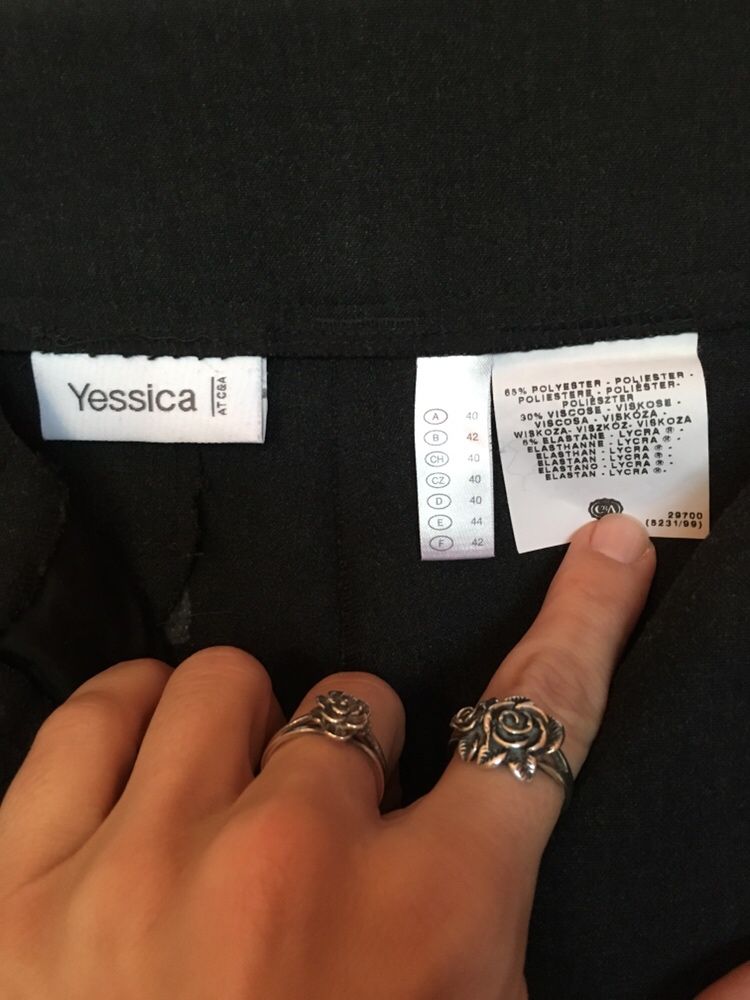 Yessica
AT C&A
A 40
B 42
CH 40
CZ 40
D 40
E 44
F 42
65% POLYESTER - POLIESTER -
POLIESTERE - POLIÉSTER-
POLIÉSZTER
30% VISCOSE - VISKOSE -
VISCOSA - VISKÓZA -
WISKOZA- VISZKÓZ- VISKOZA
5% ELASTANE - LYCRA ® -
ELASTHANNE - LYCRA ® -
ELASTHAN - LYCRA ® -
ELASTAAN - LYCRA ® -
ELASTANO - LYCRA ® -
ELASTAN - LYCRA ® -
C&A
29700
(5231/99)